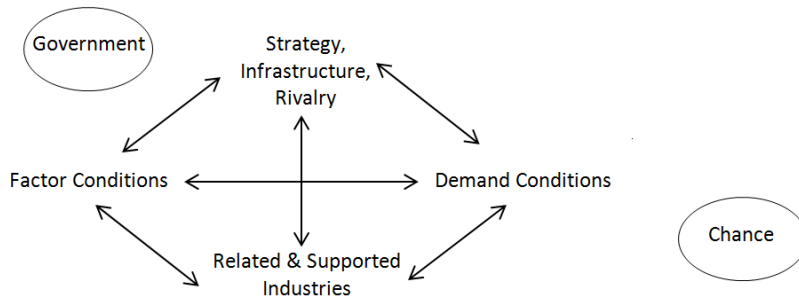 Government
Strategy,
Infrastructure,
Rivalry
Factor Conditions
Demand Conditions
Chance
Related & Supported
Industries